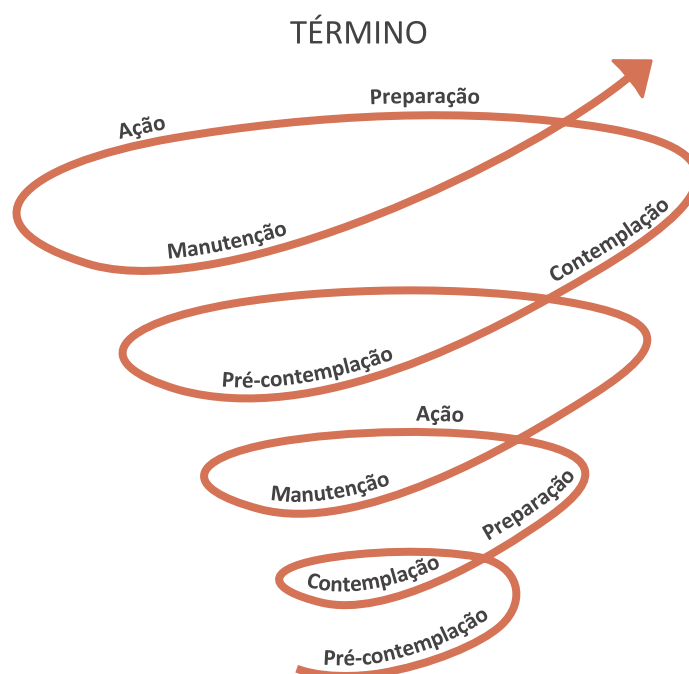 TÉRMINO
Preparação
Ação
Contemplação
Manutenção
Pré-contemplação
Ação
Manutenção
Preparação
Contemplação
Pré-contemplação